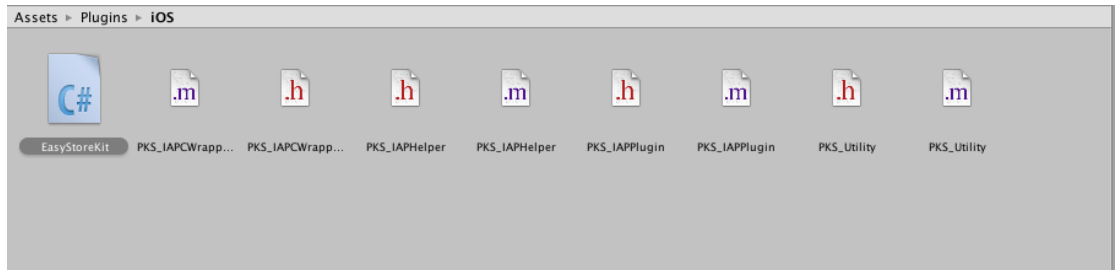 Assets ▸ Plugins ▸ iOS
C# .m .h .h .m .h .m .h .m
EasyStoreKit PKS_IAPCWrapp... PKS_IAPCWrapp... PKS_IAPHelper PKS_IAPHelper PKS_IAPPlugin PKS_IAPPlugin PKS_Utility PKS_Utility